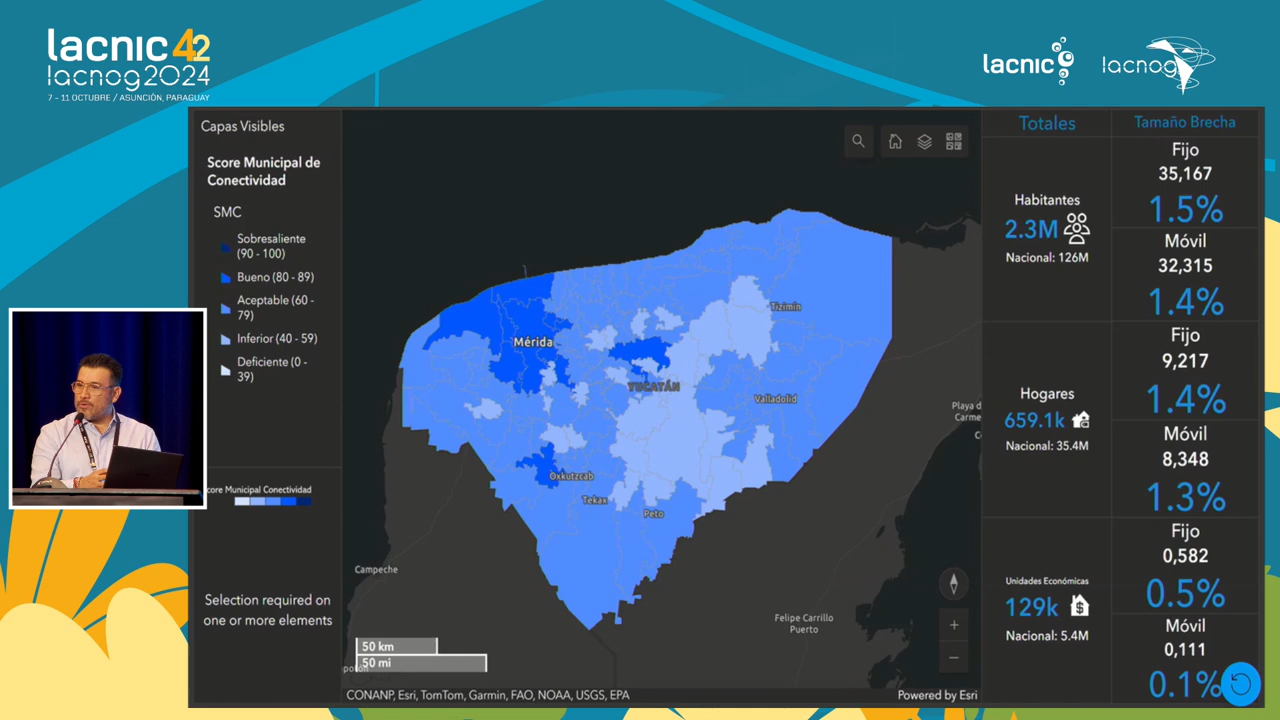 lacnic 42
lacnog2024
7 - 11 OCTUBRE / ASUNCIÓN, PARAGUAY
lacnic
lacnog
Capas Visibles
Score Municipal de
Conectividad
SMC
Sobresaliente
(90 - 100)
Bueno (80 - 89)
Aceptable (60 -
79)
Inferior (40 - 59)
Deficiente (0 -
39)
core Municipal Conectividad
Selection required on
one or more elements
Tizimín
Mérida
YUCATÁN
Valladolid
Oxkutzcab
Tekax
Peto
Playa d
Carme
C
Campeche
Felipe Carrillo
Puerto
50 km
50 mi
CONANP, Esri, TomTom, Garmin, FAO, NOAA, USGS, EPA
Powered by Esri
Totales
Habitantes
2.3M
Nacional: 126M
Hogares
659.1k
Nacional: 35.4M
Unidades Económicas
129k
Nacional: 5.4M
Tamaño Brecha
Fijo
35,167
1.5%
Móvil
32,315
1.4%
Fijo
9,217
1.4%
Móvil
8,348
1.3%
Fijo
0,582
0.5%
Móvil
0,111
0.1%